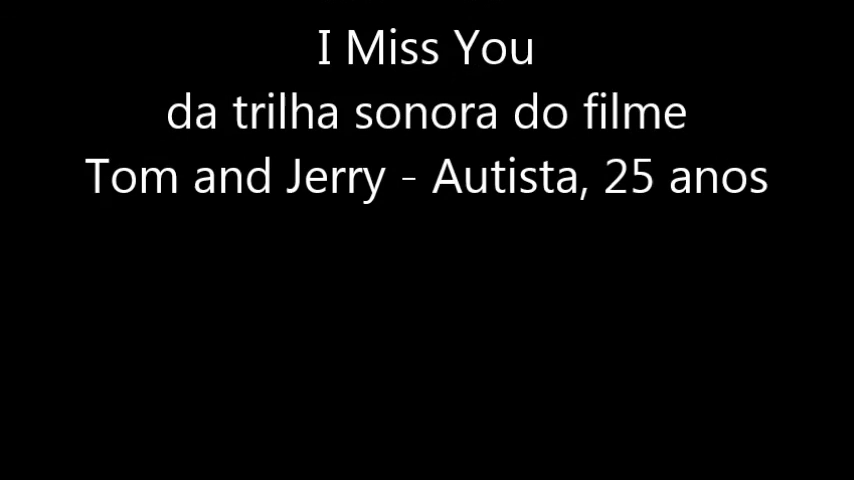 I Miss You
da trilha sonora do filme
Tom and Jerry - Autista, 25 anos